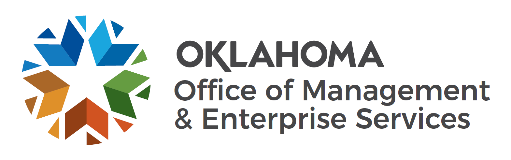 OKLAHOMA
Office of Management
& Enterprise Services